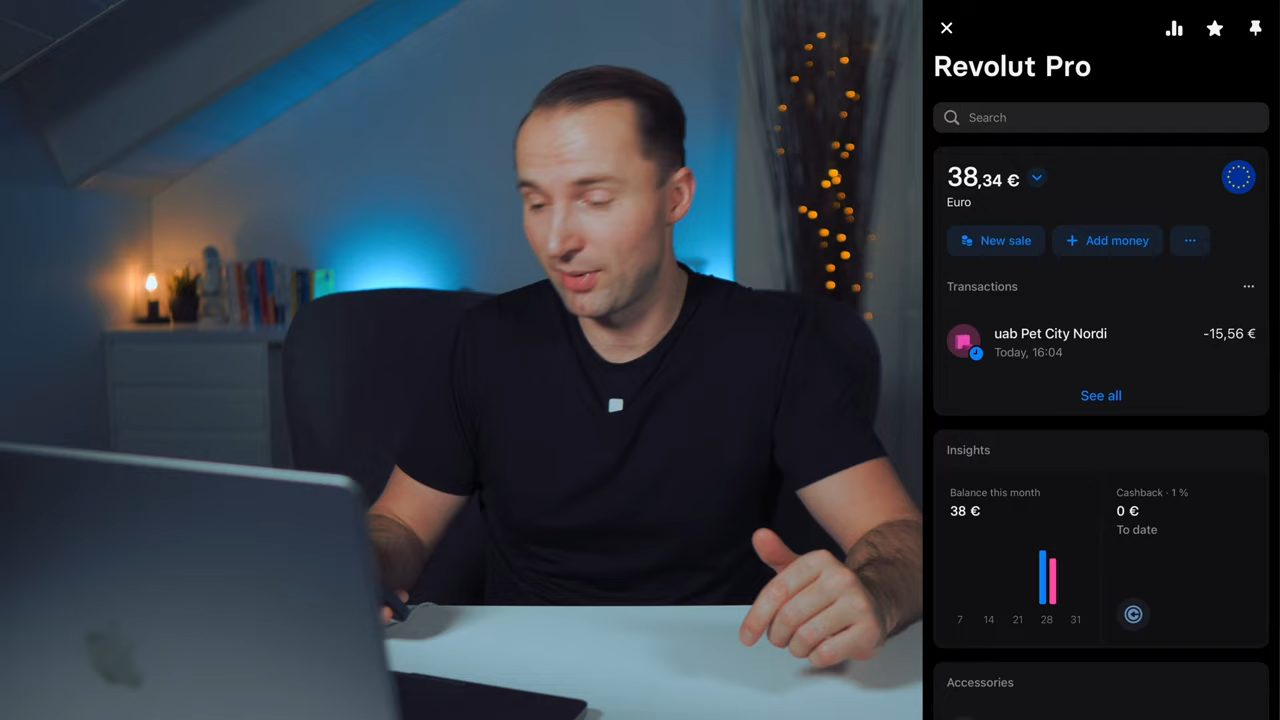 Revolut Pro
Search
38,34 €
Euro
New sale
+ Add money
...
Transactions
...
uab Pet City Nordi
-15,56 €
Today, 16:04
See all
Insights
Balance this month
38 €
Cashback · 1 %
0 €
To date
7 14 21 28 31
Accessories